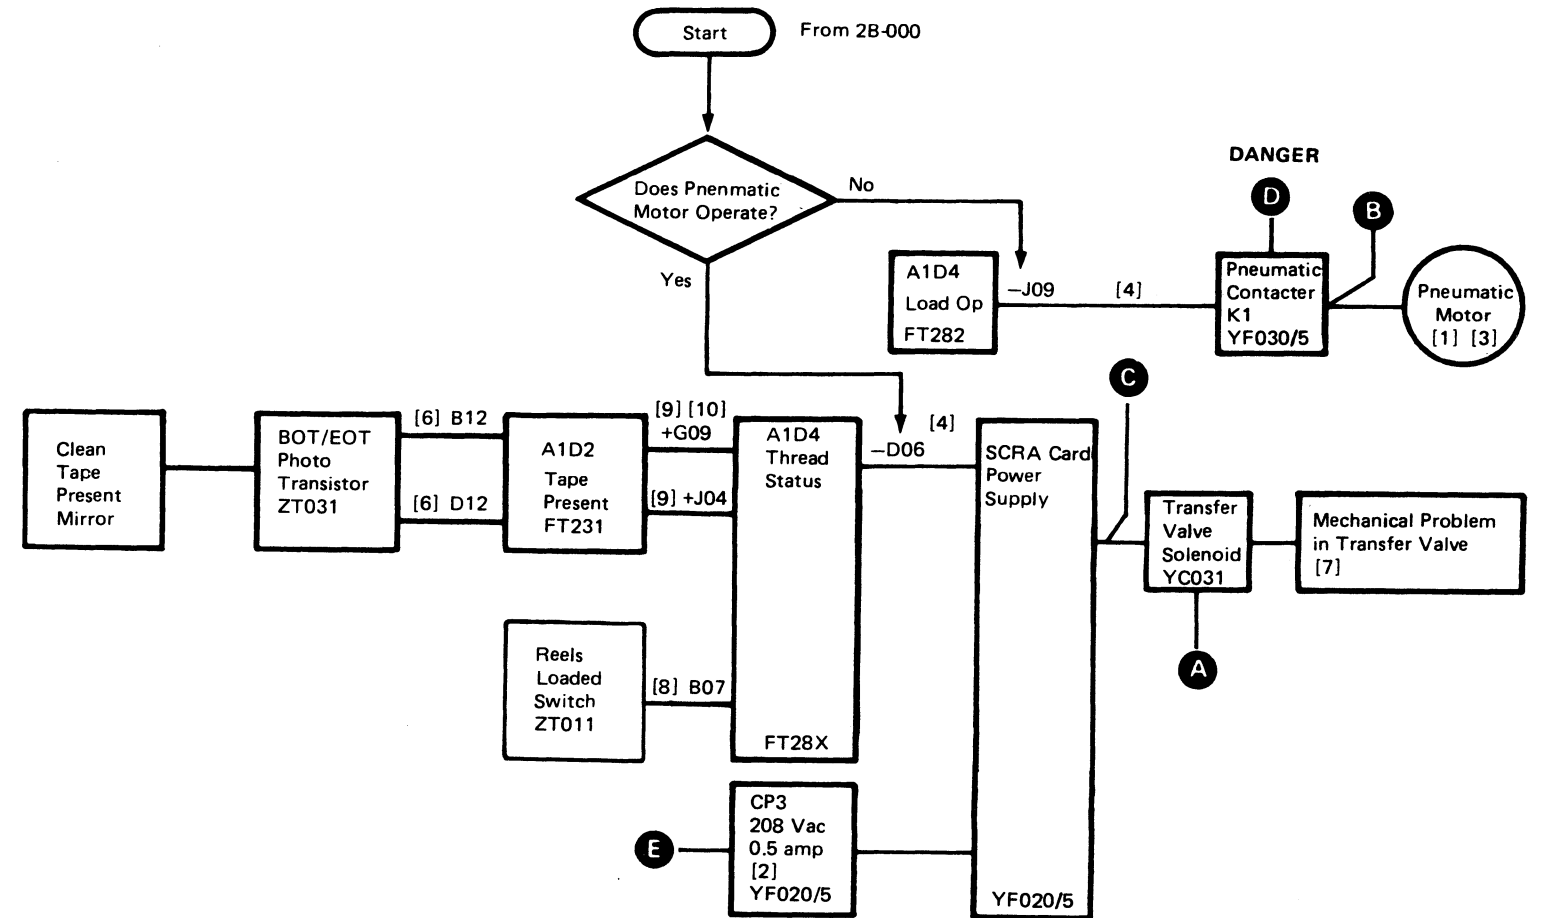 Start
From 2B-000
Does Pnenmatic
Motor Operate?
No
Yes
DANGER
D
B
A1D4
Load Op
FT282
—J09
[4]
Pneumatic
Contacter
K1
YF030/5
Pneumatic
Motor
[1] [3]
C
Clean
Tape
Present
Mirror
BOT/EOT
Photo
Transistor
ZT031
[6] B12
[6] D12
A1D2
Tape
Present
FT231
[9] [10]
+G09
[9] +J04
A1D4
Thread
Status
FT28X
[4]
—D06
SCRA Card
Power
Supply
YF020/5
Transfer
Valve
Solenoid
YC031
Mechanical Problem
in Transfer Valve
[7]
A
Reels
Loaded
Switch
ZT011
[8] B07
E
CP3
208 Vac
0.5 amp
[2]
YF020/5